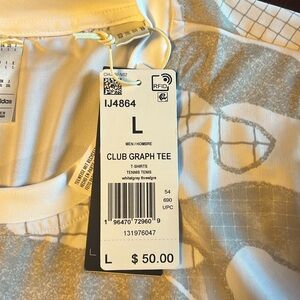 RFID
IJ4864
L
MEN / HOMBRE
CLUB GRAPH TEE
T-SHIRTS
TENNIS TENIS
white/grey three/gre
54
690
UPC
1 96470 72960 9
131976047
L $ 50.00
adidas